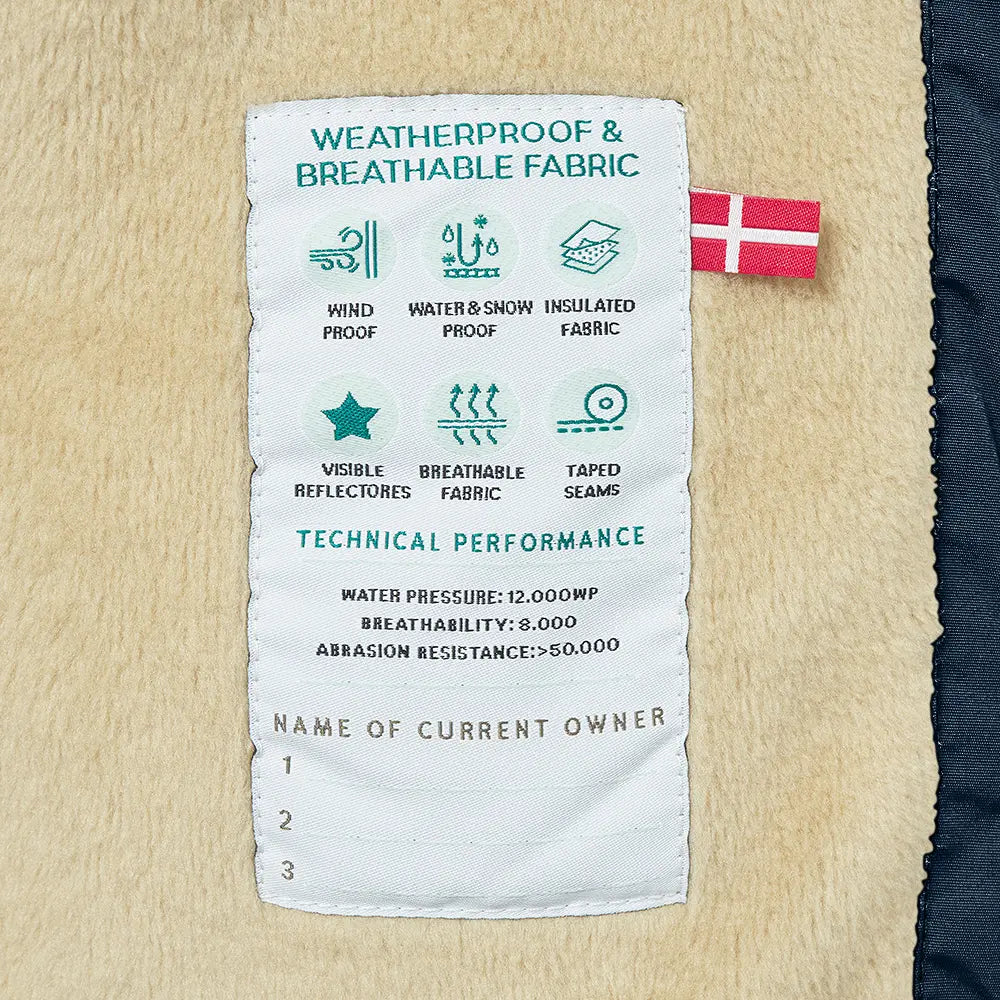 WEATHERPROOF &
BREATHABLE FABRIC
WIND
PROOF
WATER & SNOW
PROOF
INSULATED
FABRIC
VISIBLE
REFLECTORES
BREATHABLE
FABRIC
TAPED
SEAMS
TECHNICAL PERFORMANCE
WATER PRESSURE: 12.000WP
BREATHABILITY: 8.000
ABRASION RESISTANCE: >50.000
NAME OF CURRENT OWNER
1
2
3